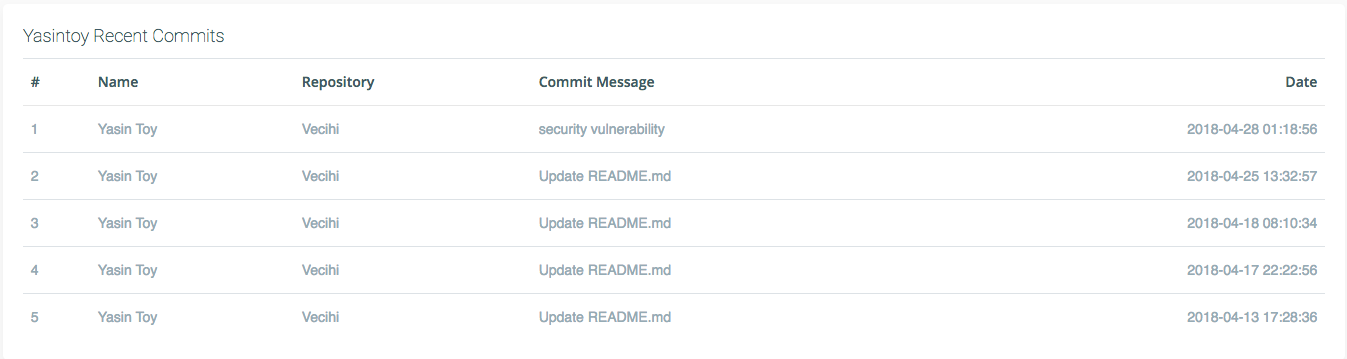 Yasintoy Recent Commits
# Name Repository Commit Message Date
1 Yasin Toy Vecihi security vulnerability 2018-04-28 01:18:56
2 Yasin Toy Vecihi Update README.md 2018-04-25 13:32:57
3 Yasin Toy Vecihi Update README.md 2018-04-18 08:10:34
4 Yasin Toy Vecihi Update README.md 2018-04-17 22:22:56
5 Yasin Toy Vecihi Update README.md 2018-04-13 17:28:36